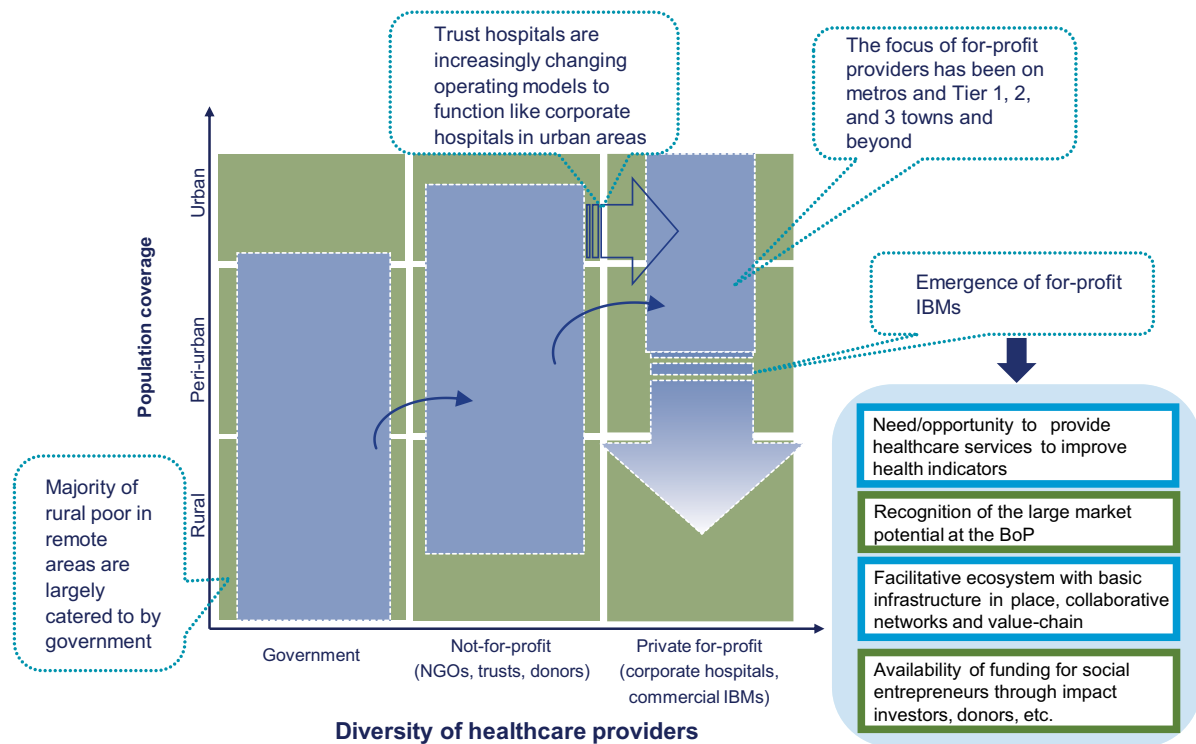 Trust hospitals are
increasingly changing
operating models to
function like corporate
hospitals in urban areas
The focus of for-profit
providers has been on
metros and Tier 1, 2,
and 3 towns and
beyond
Emergence of for-profit
IBMs
Population coverage
Urban
Peri-urban
Rural
Majority of
rural poor in
remote
areas are
largely
catered to by
government
Need/opportunity to provide
healthcare services to improve
health indicators
Recognition of the large market
potential at the BoP
Facilitative ecosystem with basic
infrastructure in place, collaborative
networks and value-chain
Availability of funding for social
entrepreneurs through impact
investors, donors, etc.
Government
Not-for-profit
(NGOs, trusts, donors)
Private for-profit
(corporate hospitals,
commercial IBMs)
Diversity of healthcare providers